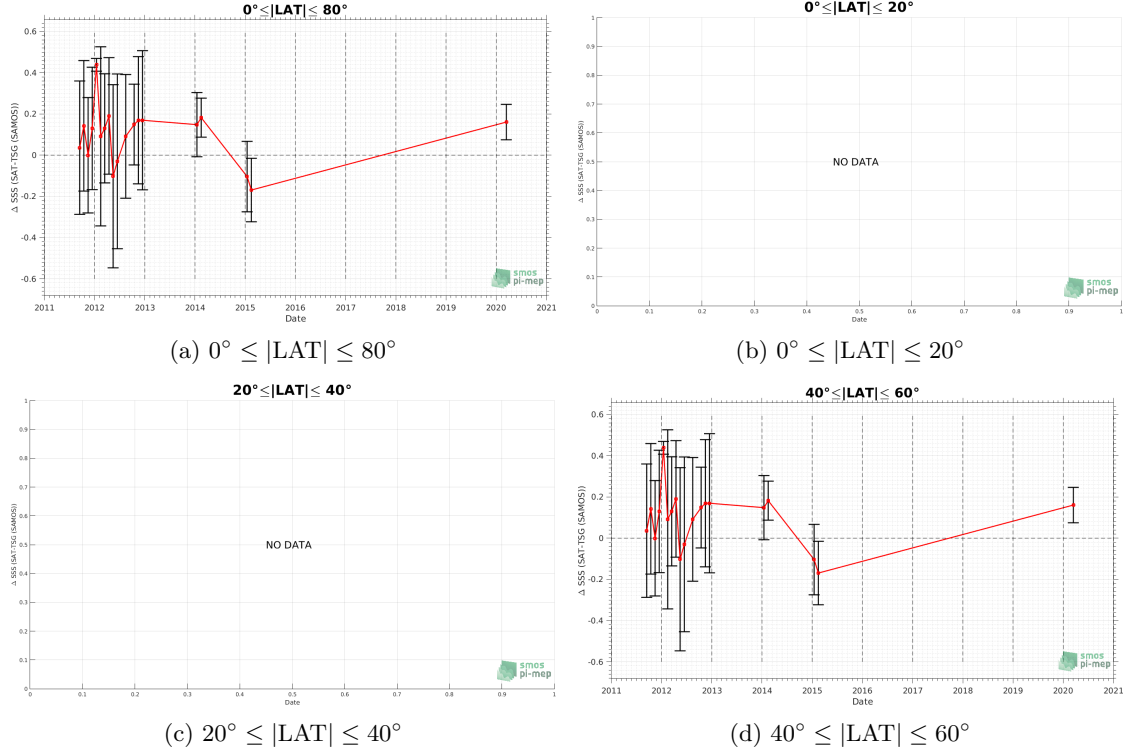 0°≤|LAT|≤ 80°
0.6
0.4
0.2
0
-0.2
-0.4
-0.6
Δ SSS (SAT-TSG (SAMOS))
2011 2012 2013 2014 2015 2016 2017 2018 2019 2020 2021
Date
smos
pi-mep
(a) 0° ≤ |LAT| ≤ 80°
0°≤|LAT|≤ 20°
1
0.9
0.8
0.7
0.6
0.5
0.4
0.3
0.2
0.1
0
Δ SSS (SAT-TSG (SAMOS))
NO DATA
0 0.1 0.2 0.3 0.4 0.5 0.6 0.7 0.8 0.9 1
Date
smos
pi-mep
(b) 0° ≤ |LAT| ≤ 20°
20°≤|LAT|≤ 40°
1
0.9
0.8
0.7
0.6
0.5
0.4
0.3
0.2
0.1
0
Δ SSS (SAT-TSG (SAMOS))
NO DATA
0 0.1 0.2 0.3 0.4 0.5 0.6 0.7 0.8 0.9 1
Date
smos
pi-mep
(c) 20° ≤ |LAT| ≤ 40°
40°≤|LAT|≤ 60°
0.6
0.4
0.2
0
-0.2
-0.4
-0.6
Δ SSS (SAT-TSG (SAMOS))
2011 2012 2013 2014 2015 2016 2017 2018 2019 2020 2021
Date
smos
pi-mep
(d) 40° ≤ |LAT| ≤ 60°